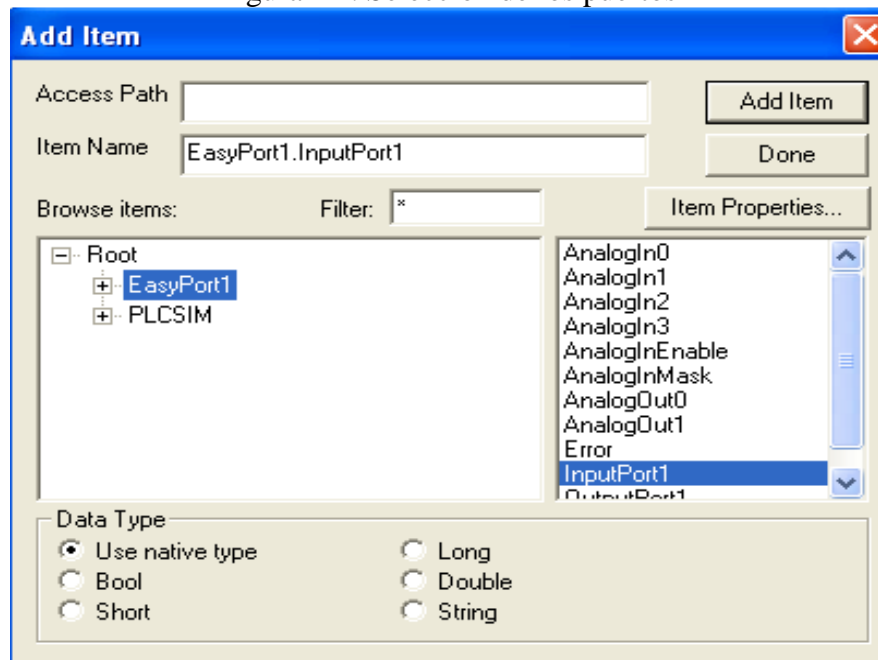 Add Item
Access Path
Add Item
Item Name EasyPort1.InputPort1
Done
Browse items: Filter: *
Item Properties...
Root
EasyPort1
PLCSIM
AnalogIn0
AnalogIn1
AnalogIn2
AnalogIn3
AnalogInEnable
AnalogInMask
AnalogOut0
AnalogOut1
Error
InputPort1
OutputPort1
Data Type
Use native type
Long
Bool
Double
Short
String